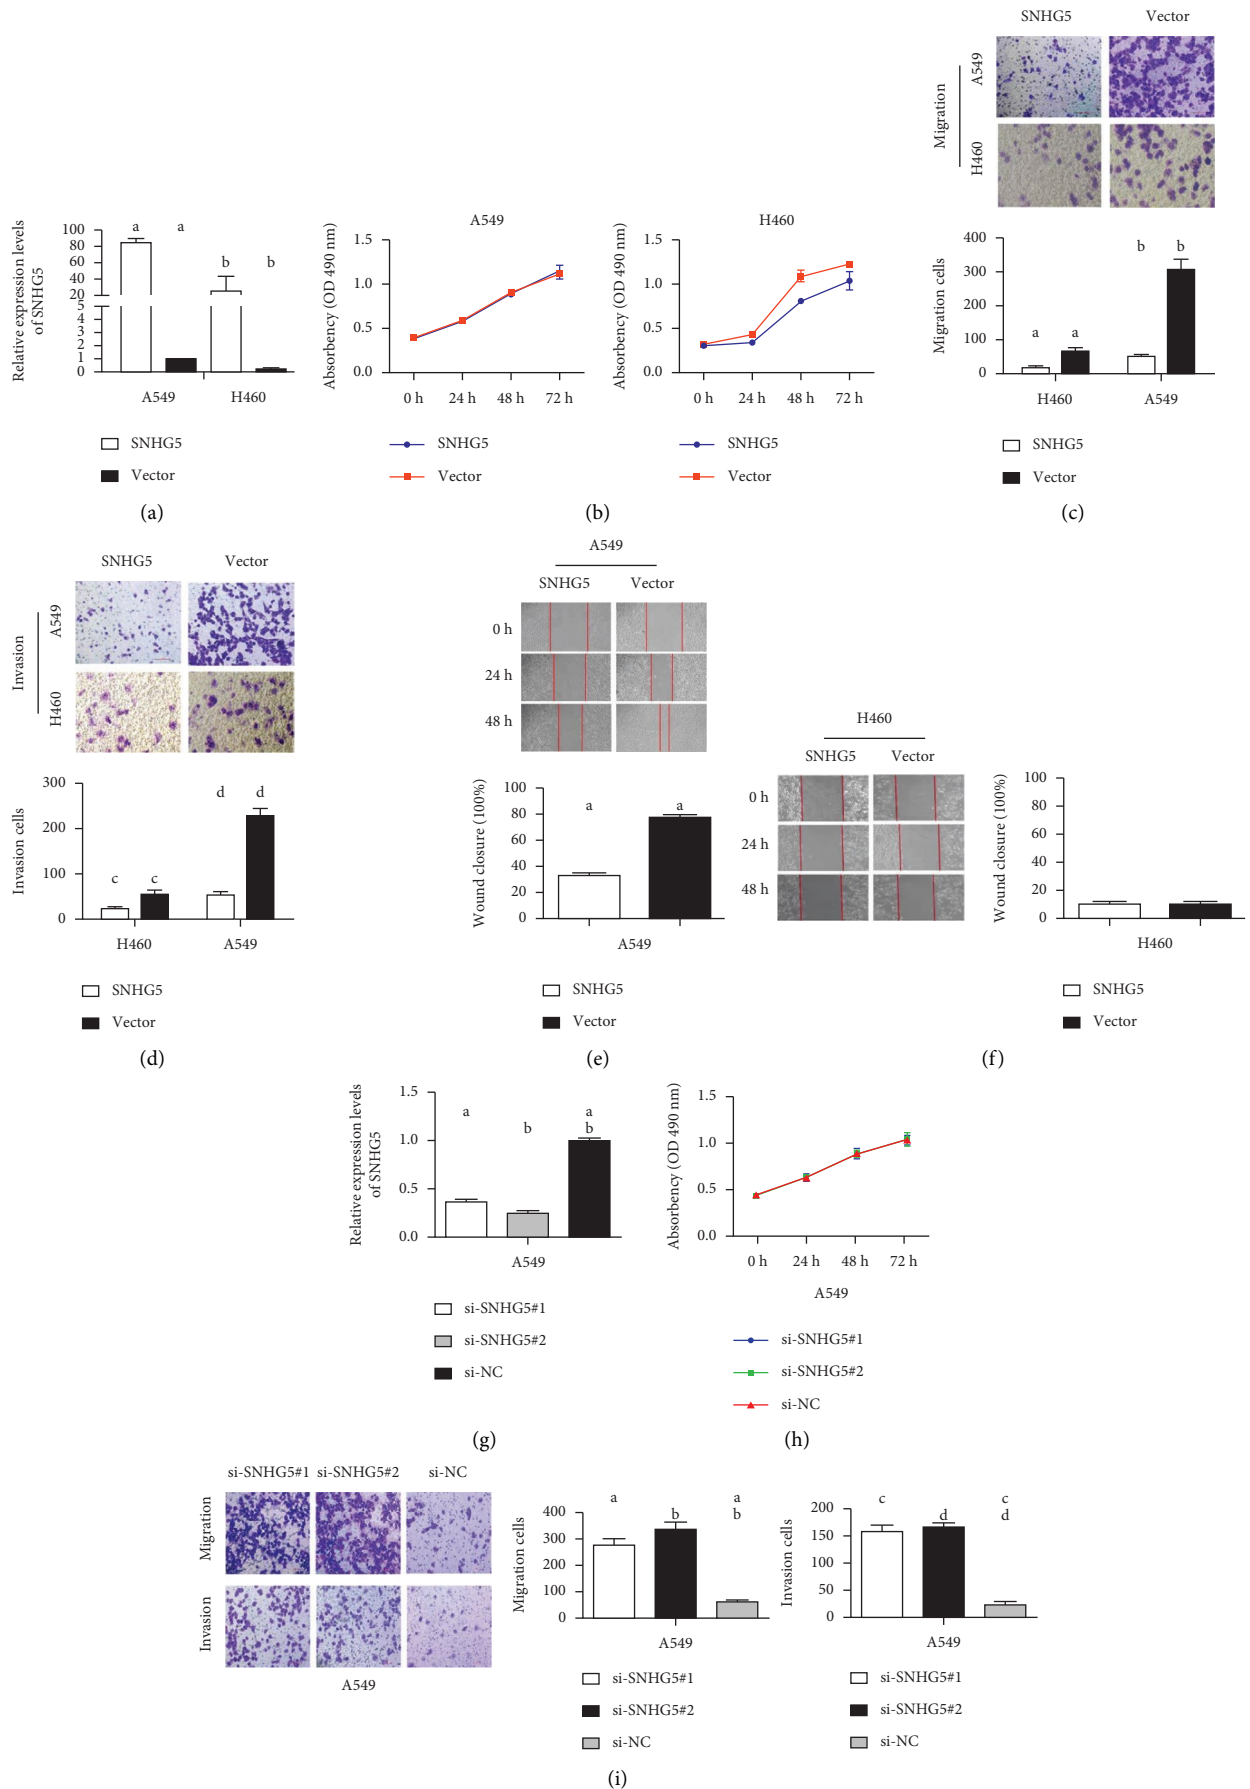 SNHG5 Vector
Migration
A549
H460
Migration cells
400
300
200
100
0
a a b b
H460 A549
SNHG5
Vector
(c)
Relative expression levels
of SNHG5
100
80
60
40
20
5
4
3
2
1
0
a a b b
A549 H460
SNHG5
Vector
(a)
A549
Absorbency (OD 490 nm)
1.5
1.0
0.5
0.0
0 h 24 h 48 h 72 h
SNHG5
Vector
H460
Absorbency (OD 490 nm)
1.5
1.0
0.5
0.0
0 h 24 h 48 h 72 h
SNHG5
Vector
(b)
SNHG5 Vector
Invasion
A549
H460
Invasion cells
300
200
100
0
c c d d
H460 A549
SNHG5
Vector
(d)
A549
SNHG5 Vector
0 h
24 h
48 h
Wound closure (100%)
100
80
60
40
20
0
a a
A549
SNHG5
Vector
(e)
H460
SNHG5 Vector
0 h
24 h
48 h
Wound closure (100%)
100
80
60
40
20
0
H460
SNHG5
Vector
(f)
Relative expression levels
of SNHG5
1.5
1.0
0.5
0.0
a b a
b
A549
si-SNHG5#1
si-SNHG5#2
si-NC
(g)
Absorbency (OD 490 nm)
1.5
1.0
0.5
0.0
0 h 24 h 48 h 72 h
A549
si-SNHG5#1
si-SNHG5#2
si-NC
(h)
si-SNHG5#1 si-SNHG5#2 si-NC
Migration
Invasion
A549
Migration cells
400
300
200
100
0
a b a
b
A549
si-SNHG5#1
si-SNHG5#2
si-NC
Invasion cells
200
150
100
50
0
c d c
d
A549
si-SNHG5#1
si-SNHG5#2
si-NC
(i)